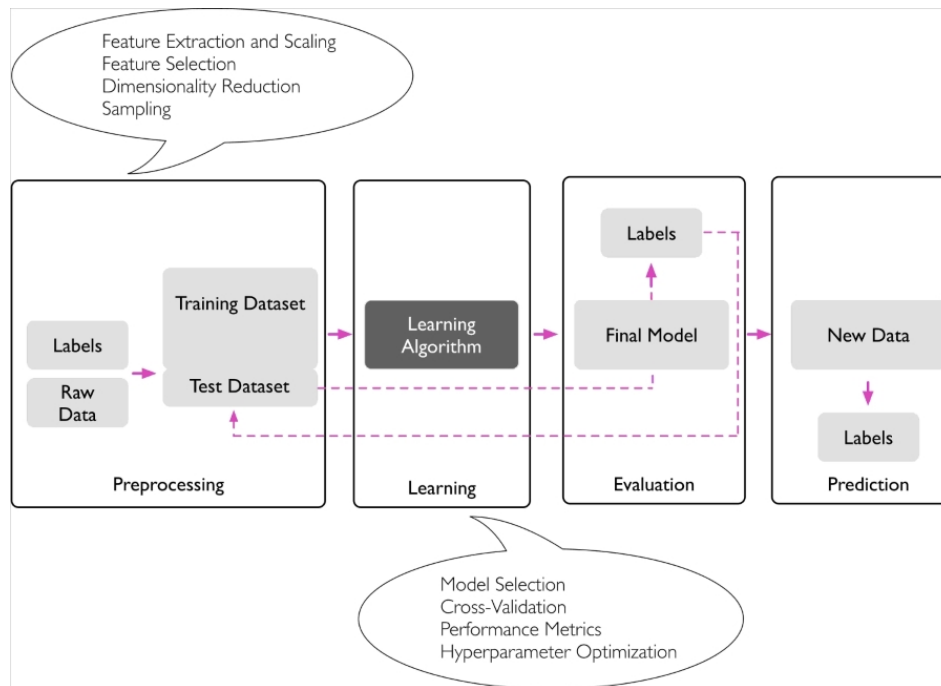 Feature Extraction and Scaling
Feature Selection
Dimensionality Reduction
Sampling
Labels
Raw
Data
Training Dataset
Test Dataset
Preprocessing
Learning
Algorithm
Learning
Labels
Final Model
Evaluation
New Data
Labels
Prediction
Model Selection
Cross-Validation
Performance Metrics
Hyperparameter Optimization